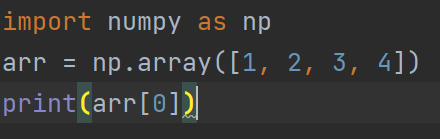 import numpy as np
arr = np.array([1, 2, 3, 4])
print(arr[0])